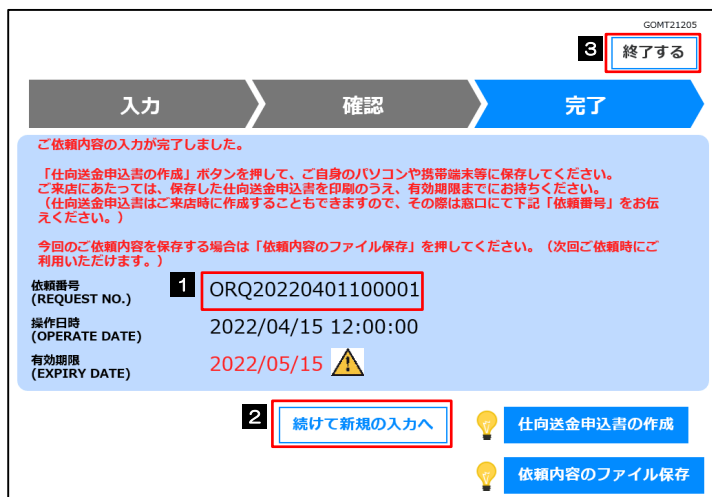 GOMT21205
3 終了する
入力 確認 完了
ご依頼内容の入力が完了しました。
「仕向送金申込書の作成」ボタンを押して、ご自身のパソコンや携帯端末等に保存してください。
ご来店にあたっては、保存した仕向送金申込書を印刷のうえ、有効期限までにお持ちください。
（仕向送金申込書はご来店時に作成することもできますので、その際は窓口にて下記「依頼番号」をお伝
えください。）
今回のご依頼内容を保存する場合は「依頼内容のファイル保存」を押してください。（次回ご依頼時にご
利用いただけます。）
依頼番号
(REQUEST NO.)
1 ORQ20220401100001
操作日時
(OPERATE DATE)
2022/04/15 12:00:00
有効期限
(EXPIRY DATE)
2022/05/15
2 続けて新規の入力へ
仕向送金申込書の作成
依頼内容のファイル保存